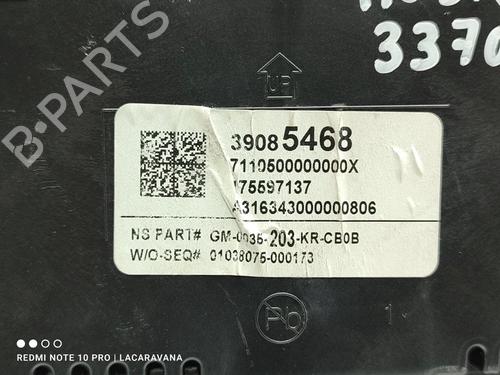 3370
UP
39085468
7110500000000X
175597137
A316343000000806
NS PART# GM-0035-203-KR-CB0B
W/O-SEQ# 01038075-000173
Pb
B-PARTS
REDMI NOTE 10 PRO | LACARAVANA